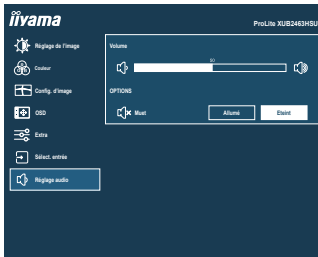 iiyama
ProLite XUB2463HSU
Réglage de l'image
Couleur
Config. d'image
OSD
Extra
Sélect. entrée
Réglage audio
Volume
50
OPTIONS
Must
Allumé
Eteint